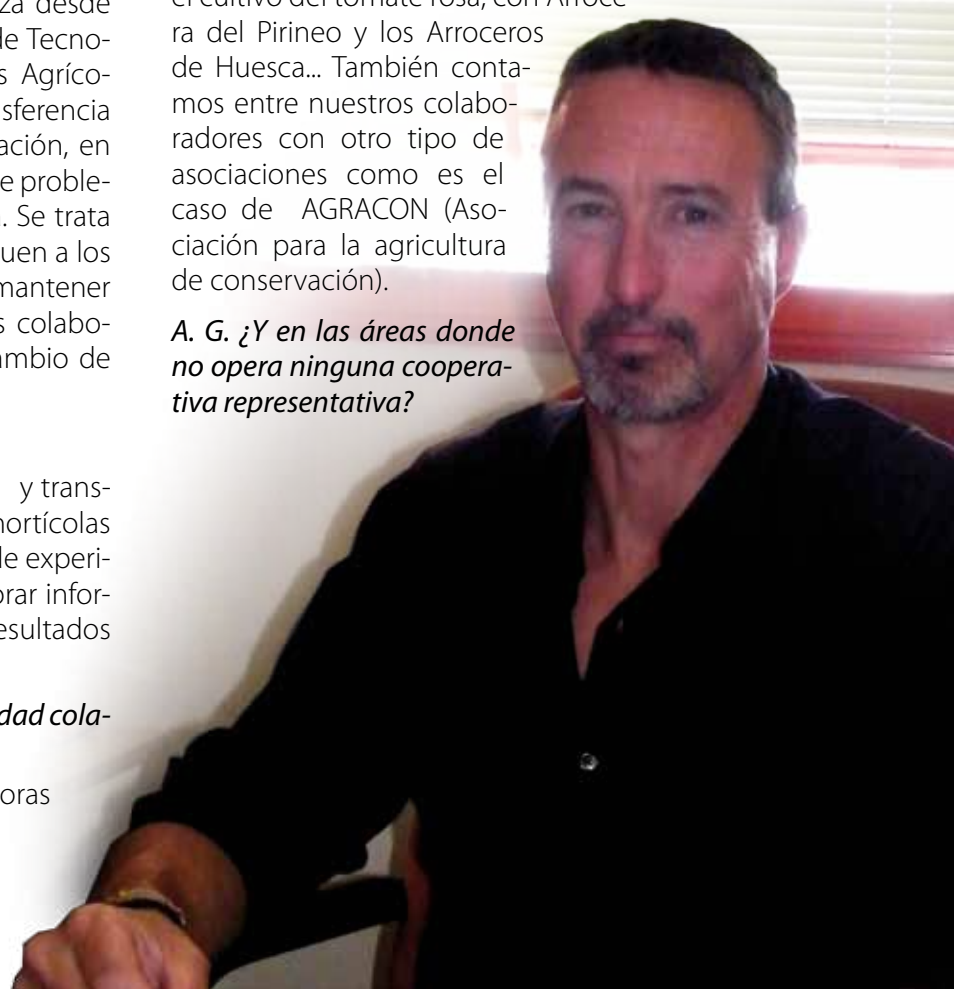 za desde
de Tecno-
s Agríco-
sferencia
ación, en
e proble-
. Se trata
uen a los
mantener
s colabo-
ambio de
y trans-
hortícolas
de experi-
orar infor-
esultados
dad cola-
oras
el cultivo del tomate rosa, con Arroce-
ra del Pirineo y los Arroceros
de Huesca... También conta-
mos entre nuestros colabo-
radores con otro tipo de
asociaciones como es el
caso de AGRACON (Aso-
ciación para la agricultura
de conservación).
A. G. ¿Y en las áreas donde
no opera ninguna coopera-
tiva representativa?